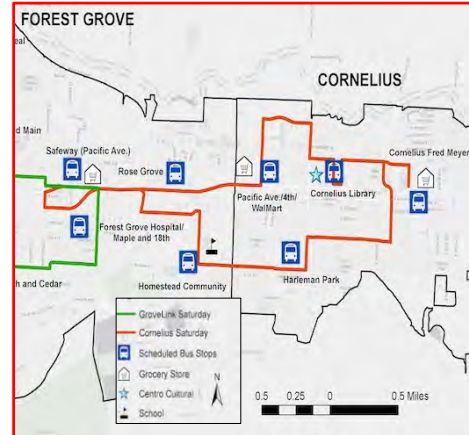 FOREST GROVE
eal
CORNELIUS
d Main
Safeway (Pacific Ave.)
Rose Grove
Cornelius Fred Meyer
Pacific Ave./4th/
WalMart
Cornelius Library
Forest Grove Hospital/
Maple and 18th
Homestead Community
Harleman Park
h and Cedar
GroveLink Saturday
Cornelius Saturday
Scheduled Bus Stops
Grocery Store
Centro Cultural
School
N
0.5 0.25 0 0.5 Miles